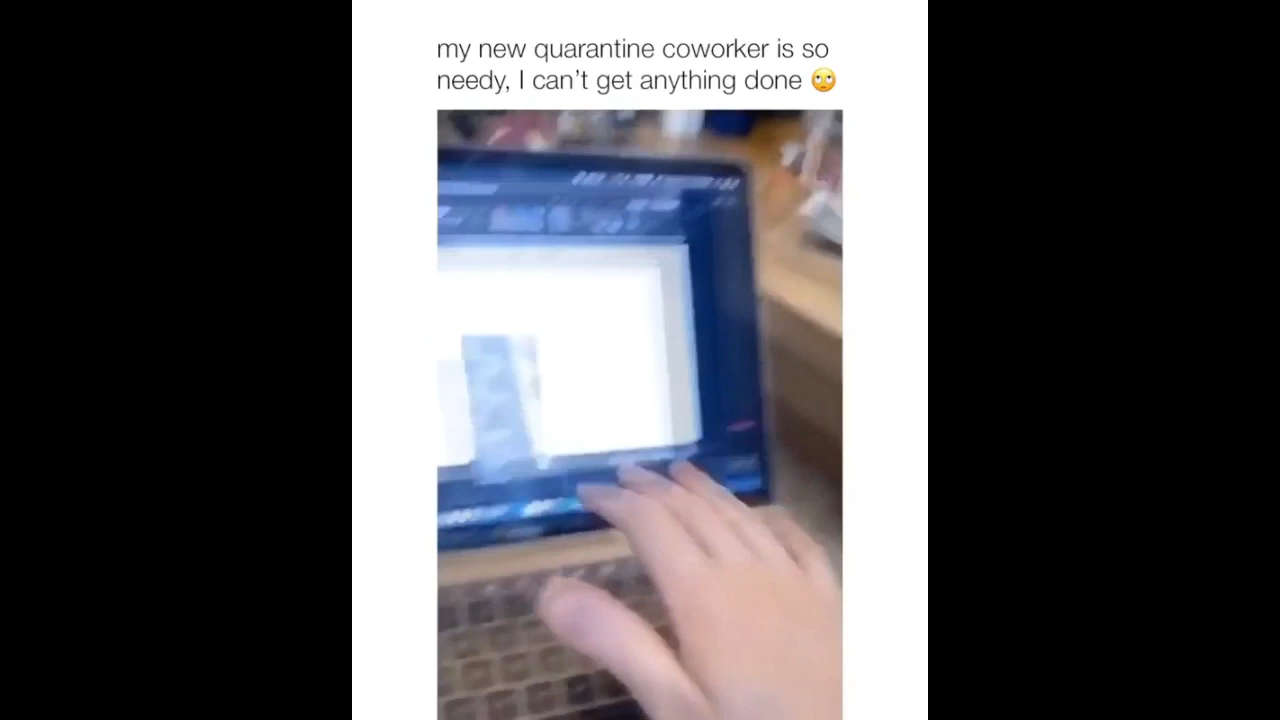 my new quarantine coworker is so
needy, I can’t get anything done 🙄